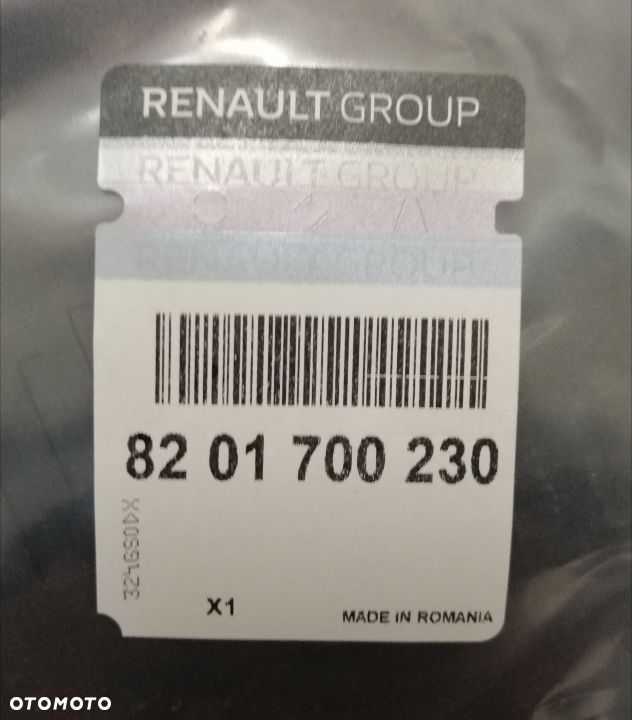 RENAULT GROUP
RENAULT GROUP
RENAULT GROUP
82 01 700 230
X1
MADE IN ROMANIA
OTOMOTO